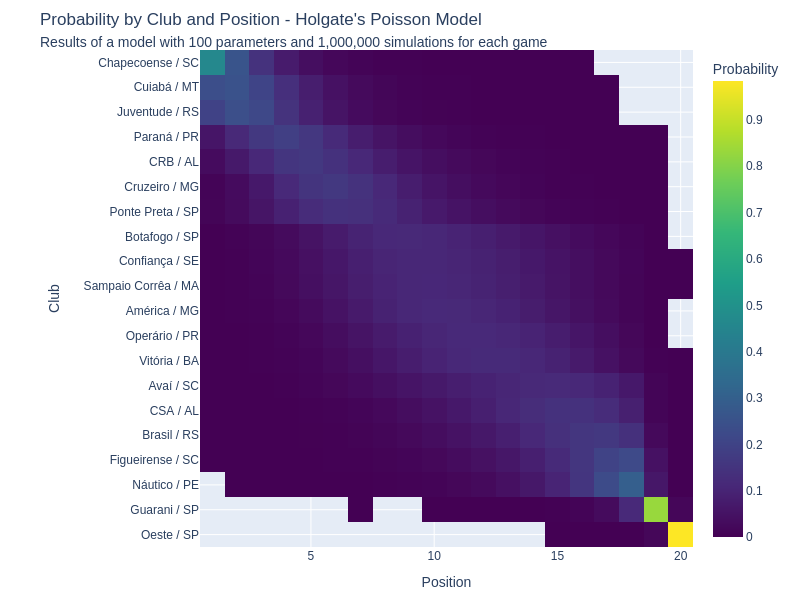 Probability by Club and Position - Holgate's Poisson Model
Results of a model with 100 parameters and 1,000,000 simulations for each game
Probability
Chapecoense / SC
Cuiabá / MT
Juventude / RS
Paraná / PR
CRB / AL
Cruzeiro / MG
Ponte Preta / SP
Botafogo / SP
Confiança / SE
Sampaio Corrêa / MA
América / MG
Operário / PR
Vitória / BA
Avaí / SC
CSA / AL
Brasil / RS
Figueirense / SC
Náutico / PE
Guarani / SP
Oeste / SP
Club
5
10
15
20
Position
0.9
0.8
0.7
0.6
0.5
0.4
0.3
0.2
0.1
0